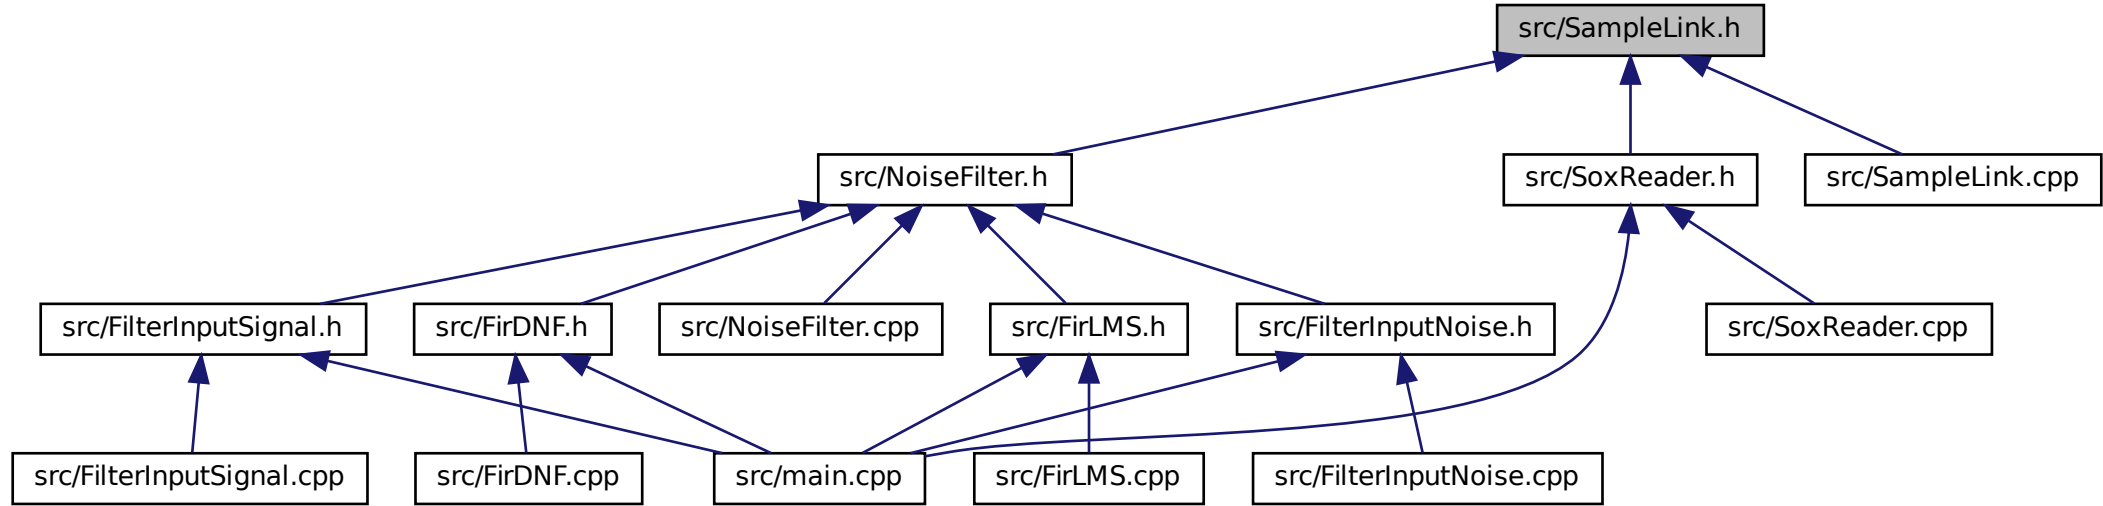 src/SampleLink.h
src/NoiseFilter.h
src/SoxReader.h
src/SampleLink.cpp
src/FilterInputSignal.h
src/FirDNF.h
src/NoiseFilter.cpp
src/FirLMS.h
src/FilterInputNoise.h
src/SoxReader.cpp
src/FilterInputSignal.cpp
src/FirDNF.cpp
src/main.cpp
src/FirLMS.cpp
src/FilterInputNoise.cpp